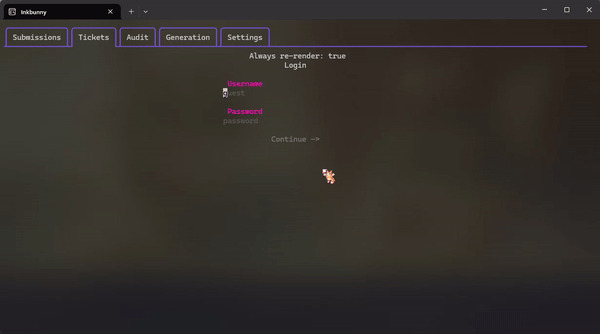 Inkbunny
Submissions Tickets Audit Generation Settings
Always re-render: true
Login
Username
guest
Password
password
Continue ->